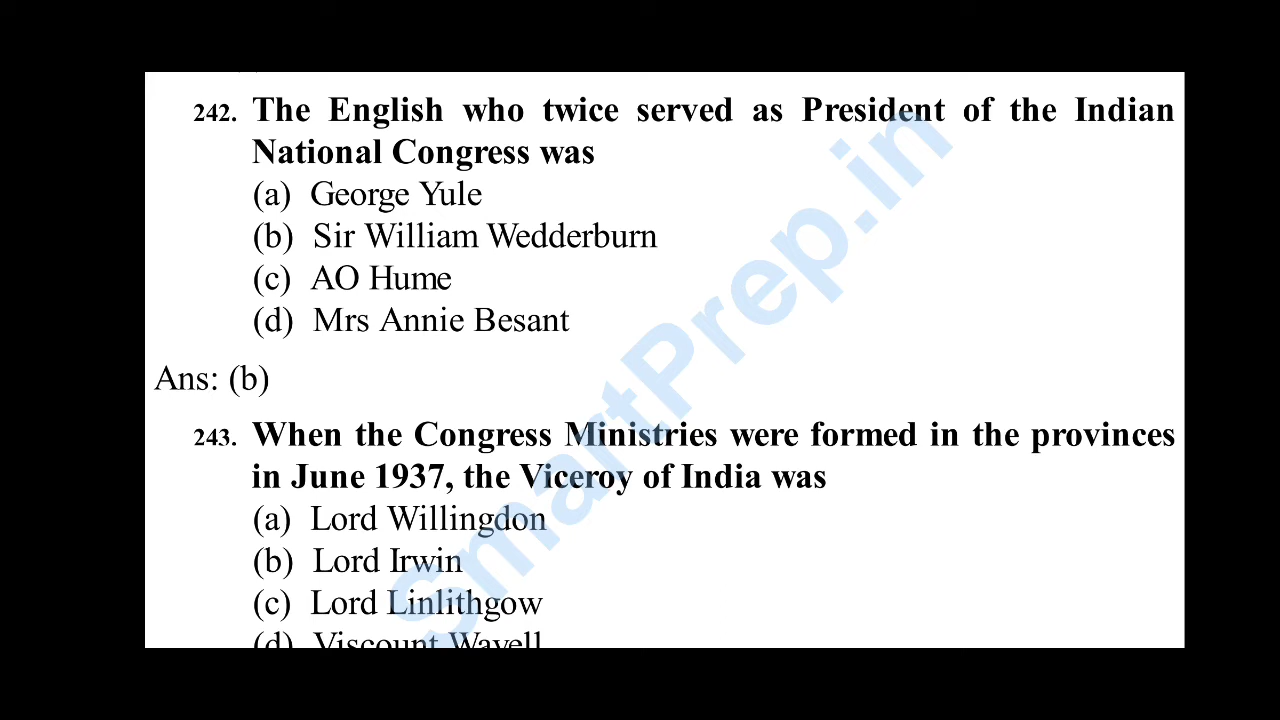 242. The English who twice served as President of the Indian
National Congress was
(a) George Yule
(b) Sir William Wedderburn
(c) AO Hume
(d) Mrs Annie Besant
Ans: (b)
243. When the Congress Ministries were formed in the provinces
in June 1937, the Viceroy of India was
(a) Lord Willingdon
(b) Lord Irwin
(c) Lord Linlithgow
(d) Viscount Wavell
SmartPrep.in